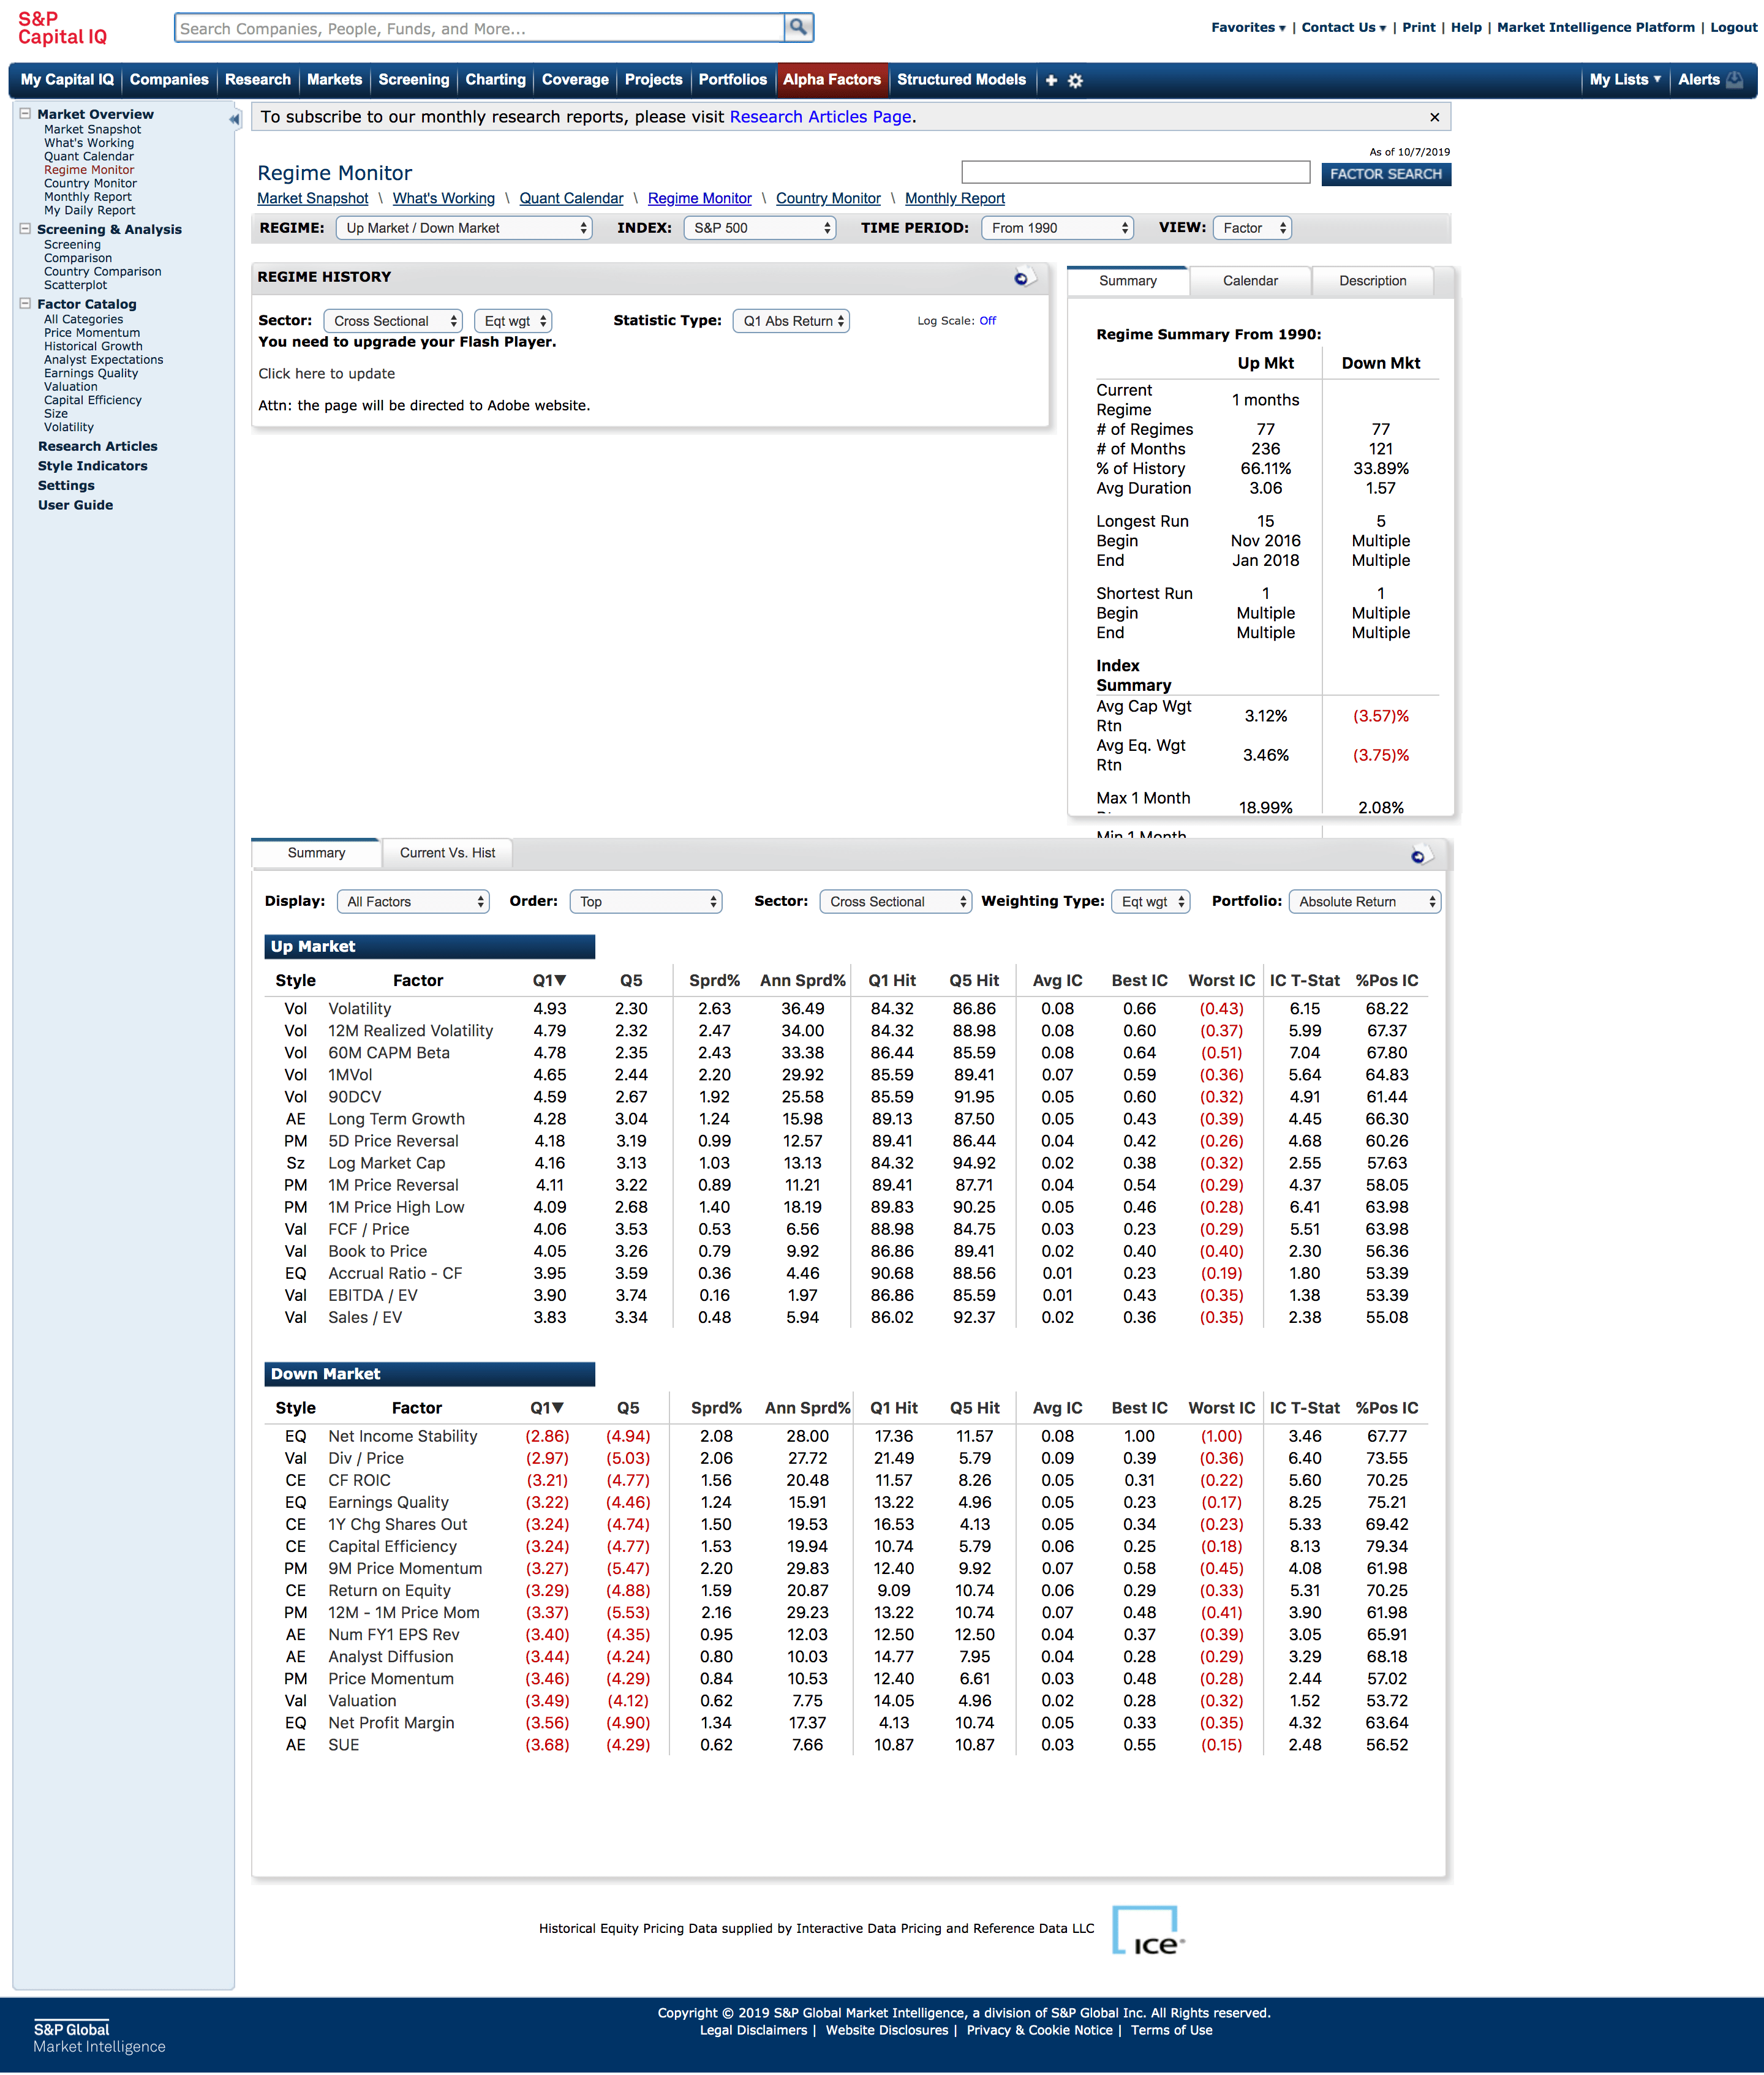 S&P
Capital IQ
Search Companies, People, Funds, and More...
Favorites ▾ | Contact Us ▾ | Print | Help | Market Intelligence Platform | Logout
My Capital IQ Companies Research Markets Screening Charting Coverage Projects Portfolios Alpha Factors Structured Models + My Lists ▼ Alerts
Market Overview
Market Snapshot
What's Working
Quant Calendar
Regime Monitor
Country Monitor
Monthly Report
My Daily Report
Screening & Analysis
Screening
Comparison
Country Comparison
Scatterplot
Factor Catalog
All Categories
Price Momentum
Historical Growth
Analyst Expectations
Earnings Quality
Valuation
Capital Efficiency
Size
Volatility
Research Articles
Style Indicators
Settings
User Guide
To subscribe to our monthly research reports, please visit Research Articles Page. ×
As of 10/7/2019
Regime Monitor FACTOR SEARCH
Market Snapshot \ What's Working \ Quant Calendar \ Regime Monitor \ Country Monitor \ Monthly Report
REGIME: Up Market / Down Market INDEX: S&P 500 TIME PERIOD: From 1990 VIEW: Factor
REGIME HISTORY
Sector: Cross Sectional Eqt wgt Statistic Type: Q1 Abs Return Log Scale: Off
You need to upgrade your Flash Player.
Click here to update
Attn: the page will be directed to Adobe website.
Summary Calendar Description
Regime Summary From 1990:
Up Mkt Down Mkt
Current Regime 1 months
# of Regimes 77 77
# of Months 236 121
% of History 66.11% 33.89%
Avg Duration 3.06 1.57
Longest Run 15 5
Begin Nov 2016 Multiple
End Jan 2018 Multiple
Shortest Run 1 1
Begin Multiple Multiple
End Multiple Multiple
Index Summary
Avg Cap Wgt Rtn 3.12% (3.57)%
Avg Eq. Wgt Rtn 3.46% (3.75)%
Max 1 Month 18.99% 2.08%
Min 1 Month
Summary Current Vs. Hist
Display: All Factors Order: Top Sector: Cross Sectional Weighting Type: Eqt wgt Portfolio: Absolute Return
Up Market
Style Factor Q1▼ Q5 Sprd% Ann Sprd% Q1 Hit Q5 Hit Avg IC Best IC Worst IC IC T-Stat %Pos IC
Vol Volatility 4.93 2.30 2.63 36.49 84.32 86.86 0.08 0.66 (0.43) 6.15 68.22
Vol 12M Realized Volatility 4.79 2.32 2.47 34.00 84.32 88.98 0.08 0.60 (0.37) 5.99 67.37
Vol 60M CAPM Beta 4.78 2.35 2.43 33.38 86.44 85.59 0.08 0.64 (0.51) 7.04 67.80
Vol 1MVol 4.65 2.44 2.20 29.92 85.59 89.41 0.07 0.59 (0.36) 5.64 64.83
Vol 90DCV 4.59 2.67 1.92 25.58 85.59 91.95 0.05 0.60 (0.32) 4.91 61.44
AE Long Term Growth 4.28 3.04 1.24 15.98 89.13 87.50 0.05 0.43 (0.39) 4.45 66.30
PM 5D Price Reversal 4.18 3.19 0.99 12.57 89.41 86.44 0.04 0.42 (0.26) 4.68 60.26
Sz Log Market Cap 4.16 3.13 1.03 13.13 84.32 94.92 0.02 0.38 (0.32) 2.55 57.63
PM 1M Price Reversal 4.11 3.22 0.89 11.21 89.41 87.71 0.04 0.54 (0.29) 4.37 58.05
PM 1M Price High Low 4.09 2.68 1.40 18.19 89.83 90.25 0.05 0.46 (0.28) 6.41 63.98
Val FCF / Price 4.06 3.53 0.53 6.56 88.98 84.75 0.03 0.23 (0.29) 5.51 63.98
Val Book to Price 4.05 3.26 0.79 9.92 86.86 89.41 0.02 0.40 (0.40) 2.30 56.36
EQ Accrual Ratio - CF 3.95 3.59 0.36 4.46 90.68 88.56 0.01 0.23 (0.19) 1.80 53.39
Val EBITDA / EV 3.90 3.74 0.16 1.97 86.86 85.59 0.01 0.43 (0.35) 1.38 53.39
Val Sales / EV 3.83 3.34 0.48 5.94 86.02 92.37 0.02 0.36 (0.35) 2.38 55.08
Down Market
Style Factor Q1▼ Q5 Sprd% Ann Sprd% Q1 Hit Q5 Hit Avg IC Best IC Worst IC IC T-Stat %Pos IC
EQ Net Income Stability (2.86) (4.94) 2.08 28.00 17.36 11.57 0.08 1.00 (1.00) 3.46 67.77
Val Div / Price (2.97) (5.03) 2.06 27.72 21.49 5.79 0.09 0.39 (0.36) 6.40 73.55
CE CF ROIC (3.21) (4.77) 1.56 20.48 11.57 8.26 0.05 0.31 (0.22) 5.60 70.25
EQ Earnings Quality (3.22) (4.46) 1.24 15.91 13.22 4.96 0.05 0.23 (0.17) 8.25 75.21
CE 1Y Chg Shares Out (3.24) (4.74) 1.50 19.53 16.53 4.13 0.05 0.34 (0.23) 5.33 69.42
CE Capital Efficiency (3.24) (4.77) 1.53 19.94 10.74 5.79 0.06 0.25 (0.18) 8.13 79.34
PM 9M Price Momentum (3.27) (5.47) 2.20 29.83 12.40 9.92 0.07 0.58 (0.45) 4.08 61.98
CE Return on Equity (3.29) (4.88) 1.59 20.87 9.09 10.74 0.06 0.29 (0.33) 5.31 70.25
PM 12M - 1M Price Mom (3.37) (5.53) 2.16 29.23 13.22 10.74 0.07 0.48 (0.41) 3.90 61.98
AE Num FY1 EPS Rev (3.40) (4.35) 0.95 12.03 12.50 12.50 0.04 0.37 (0.39) 3.05 65.91
AE Analyst Diffusion (3.44) (4.24) 0.80 10.03 14.77 7.95 0.04 0.28 (0.29) 3.29 68.18
PM Price Momentum (3.46) (4.29) 0.84 10.53 12.40 6.61 0.03 0.48 (0.28) 2.44 57.02
Val Valuation (3.49) (4.12) 0.62 7.75 14.05 4.96 0.02 0.28 (0.32) 1.52 53.72
EQ Net Profit Margin (3.56) (4.90) 1.34 17.37 4.13 10.74 0.05 0.33 (0.35) 4.32 63.64
AE SUE (3.68) (4.29) 0.62 7.66 10.87 10.87 0.03 0.55 (0.15) 2.48 56.52
Historical Equity Pricing Data supplied by Interactive Data Pricing and Reference Data LLC
ice
S&P Global
Market Intelligence
Copyright © 2019 S&P Global Market Intelligence, a division of S&P Global Inc. All Rights reserved.
Legal Disclaimers | Website Disclosures | Privacy & Cookie Notice | Terms of Use